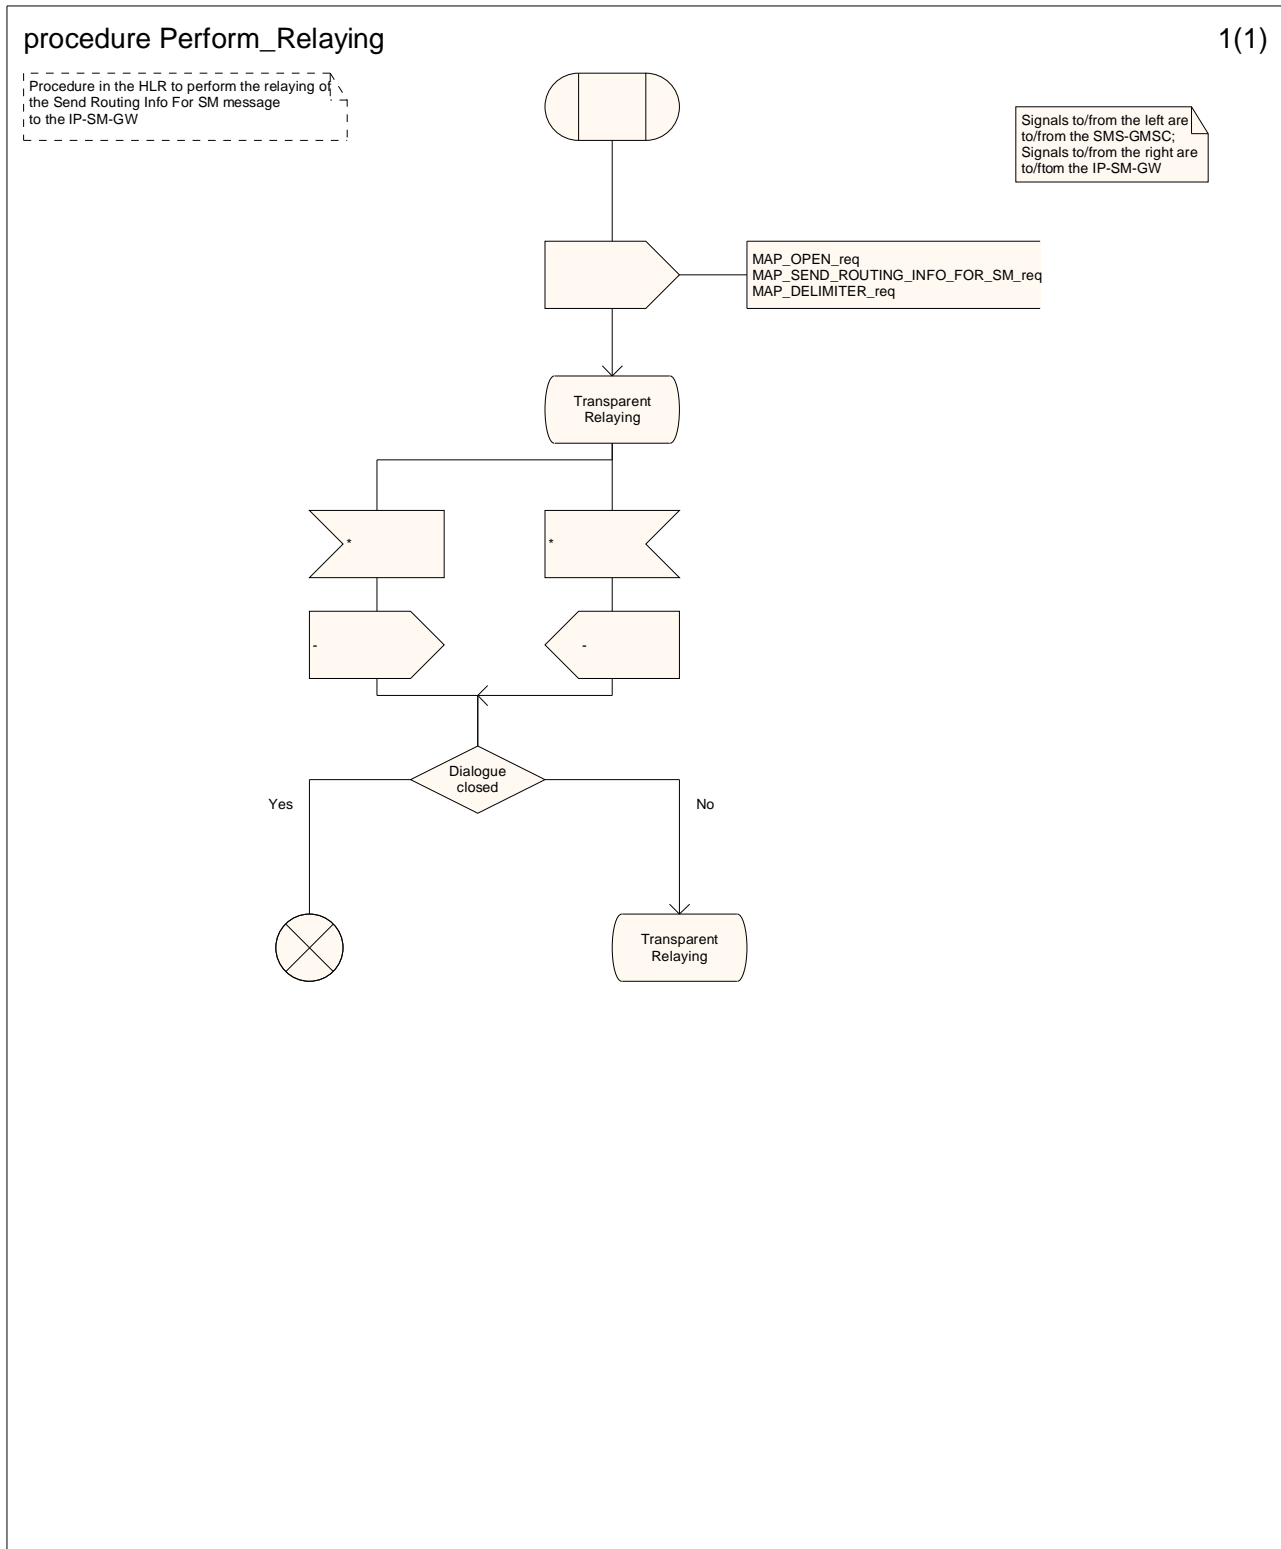 procedure Perform_Relaying
1(1)
Procedure in the HLR to perform the relaying of
the Send Routing Info For SM message
to the IP-SM-GW
Signals to/from the left are
to/from the SMS-GMSC;
Signals to/from the right are
to/ftom the IP-SM-GW
MAP_OPEN_req
MAP_SEND_ROUTING_INFO_FOR_SM_req
MAP_DELIMITER_req
Transparent
Relaying
*
*
-
-
Dialogue
closed
Yes
No
Transparent
Relaying